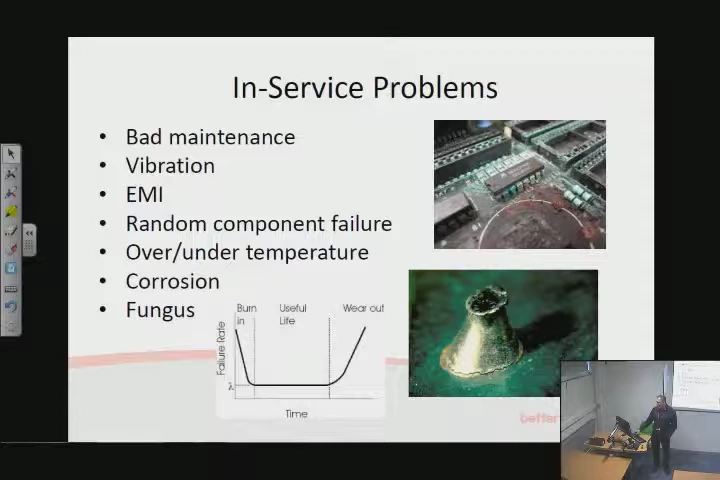 In-Service Problems
• Bad maintenance
• Vibration
• EMI
• Random component failure
• Over/under temperature
• Corrosion
• Fungus
Burn in
Useful Life
Wear out
Failure Rate
λ
Time
better